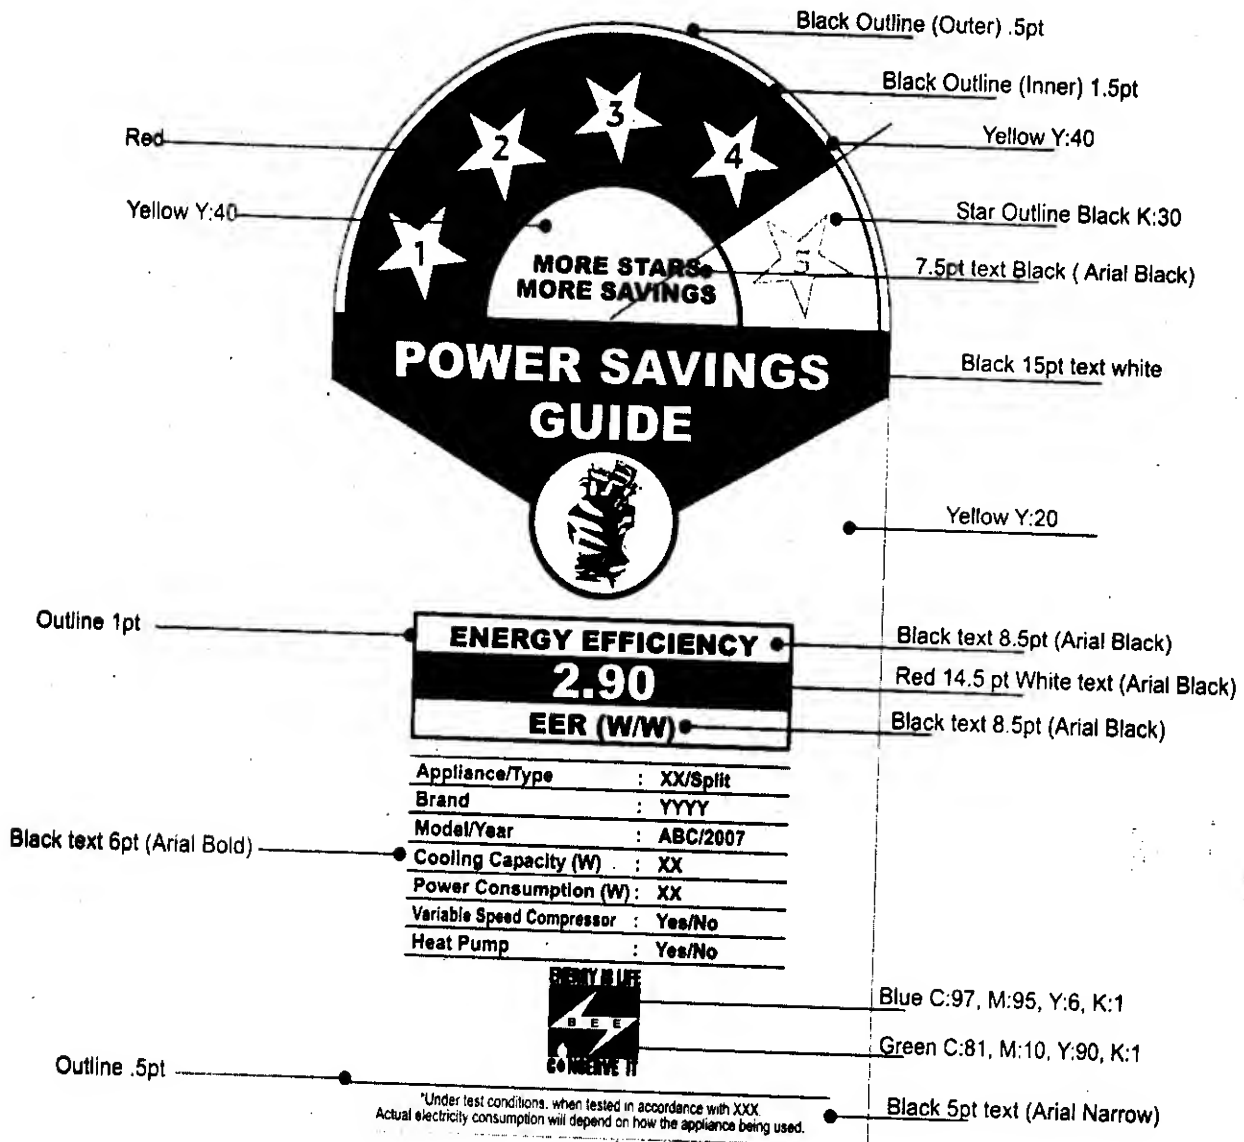 Black Outline (Outer) .5pt
Black Outline (Inner) 1.5pt
Red
Yellow Y:40
Yellow Y:40
Star Outline Black K:30
7.5pt text Black ( Arial Black)
1
2
3
4
5
MORE STARS
MORE SAVINGS
POWER SAVINGS
GUIDE
Black 15pt text white
Yellow Y:20
Outline 1pt
ENERGY EFFICIENCY
Black text 8.5pt (Arial Black)
2.90
Red 14.5 pt White text (Arial Black)
EER (W/W)
Black text 8.5pt (Arial Black)
Appliance/Type : XX/Split
Brand : YYYY
Model/Year : ABC/2007
Black text 6pt (Arial Bold)
Cooling Capacity (W) : XX
Power Consumption (W) : XX
Variable Speed Compressor : Yes/No
Heat Pump : Yes/No
ENERGY IS LIFE
BEE
CONSERVE IT
Blue C:97, M:95, Y:6, K:1
Green C:81, M:10, Y:90, K:1
Outline .5pt
*Under test conditions, when tested in accordance with XXX.
Actual electricity consumption will depend on how the appliance being used.
Black 5pt text (Arial Narrow)